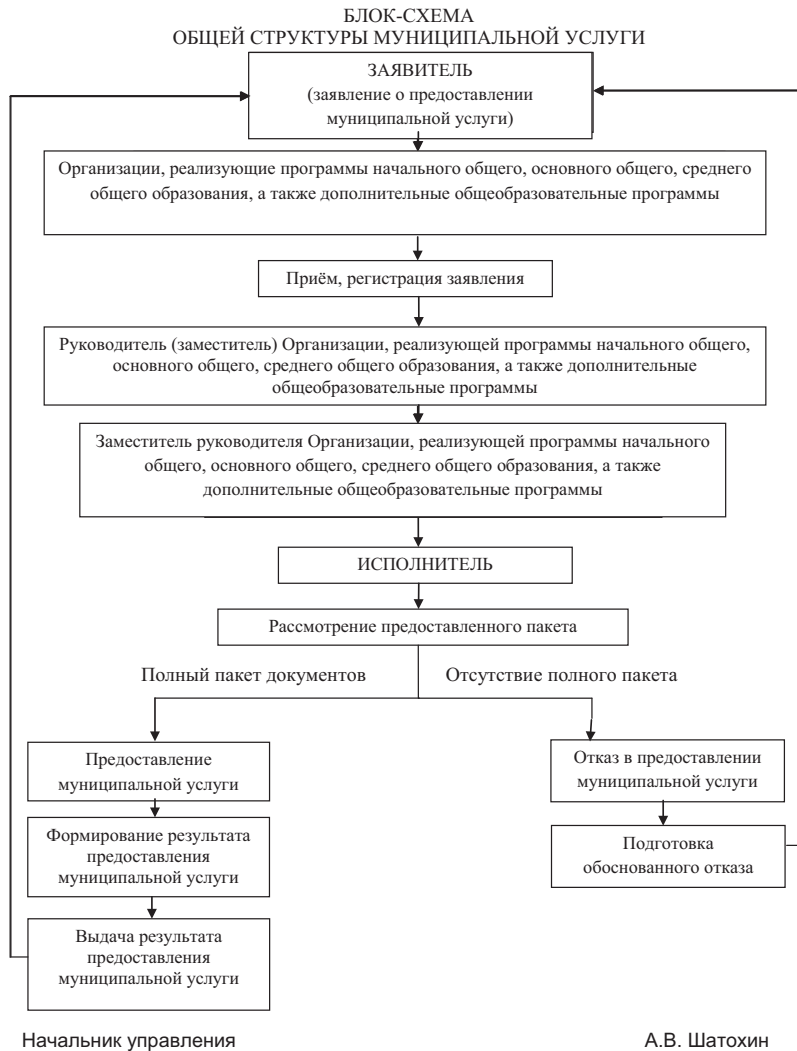 БЛОК-СХЕМА
ОБЩЕЙ СТРУКТУРЫ МУНИЦИПАЛЬНОЙ УСЛУГИ
ЗАЯВИТЕЛЬ
(заявление о предоставлении
муниципальной услуги)
Организации, реализующие программы начального общего, основного общего, среднего
общего образования, а также дополнительные общеобразовательные программы
Приём, регистрация заявления
Руководитель (заместитель) Организации, реализующей программы начального общего,
основного общего, среднего общего образования, а также дополнительные
общеобразовательные программы
Заместитель руководителя Организации, реализующей программы начального
общего, основного общего, среднего общего образования, а также
дополнительные общеобразовательные программы
ИСПОЛНИТЕЛЬ
Рассмотрение предоставленного пакета
Полный пакет документов
Отсутствие полного пакета
Предоставление
муниципальной услуги
Формирование результата
предоставления
муниципальной услуги
Выдача результата
предоставления
муниципальной услуги
Отказ в предоставлении
муниципальной услуги
Подготовка
обоснованного отказа
Начальник управления
А.В. Шатохин